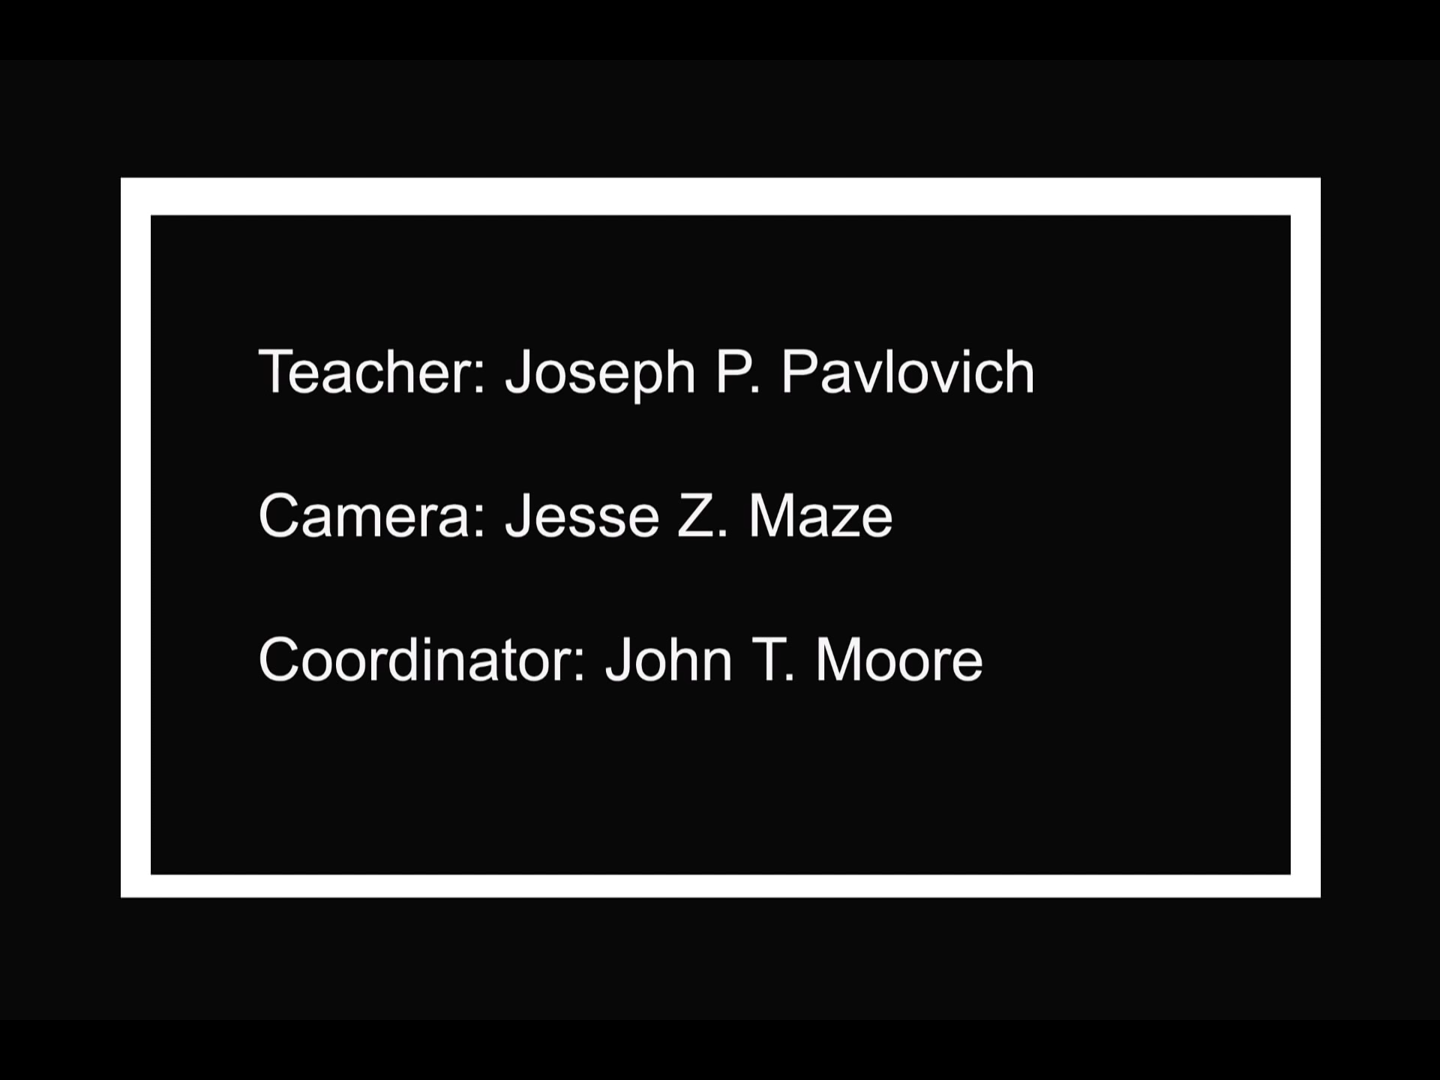 Teacher: Joseph P. Pavlovich
Camera: Jesse Z. Maze
Coordinator: John T. Moore